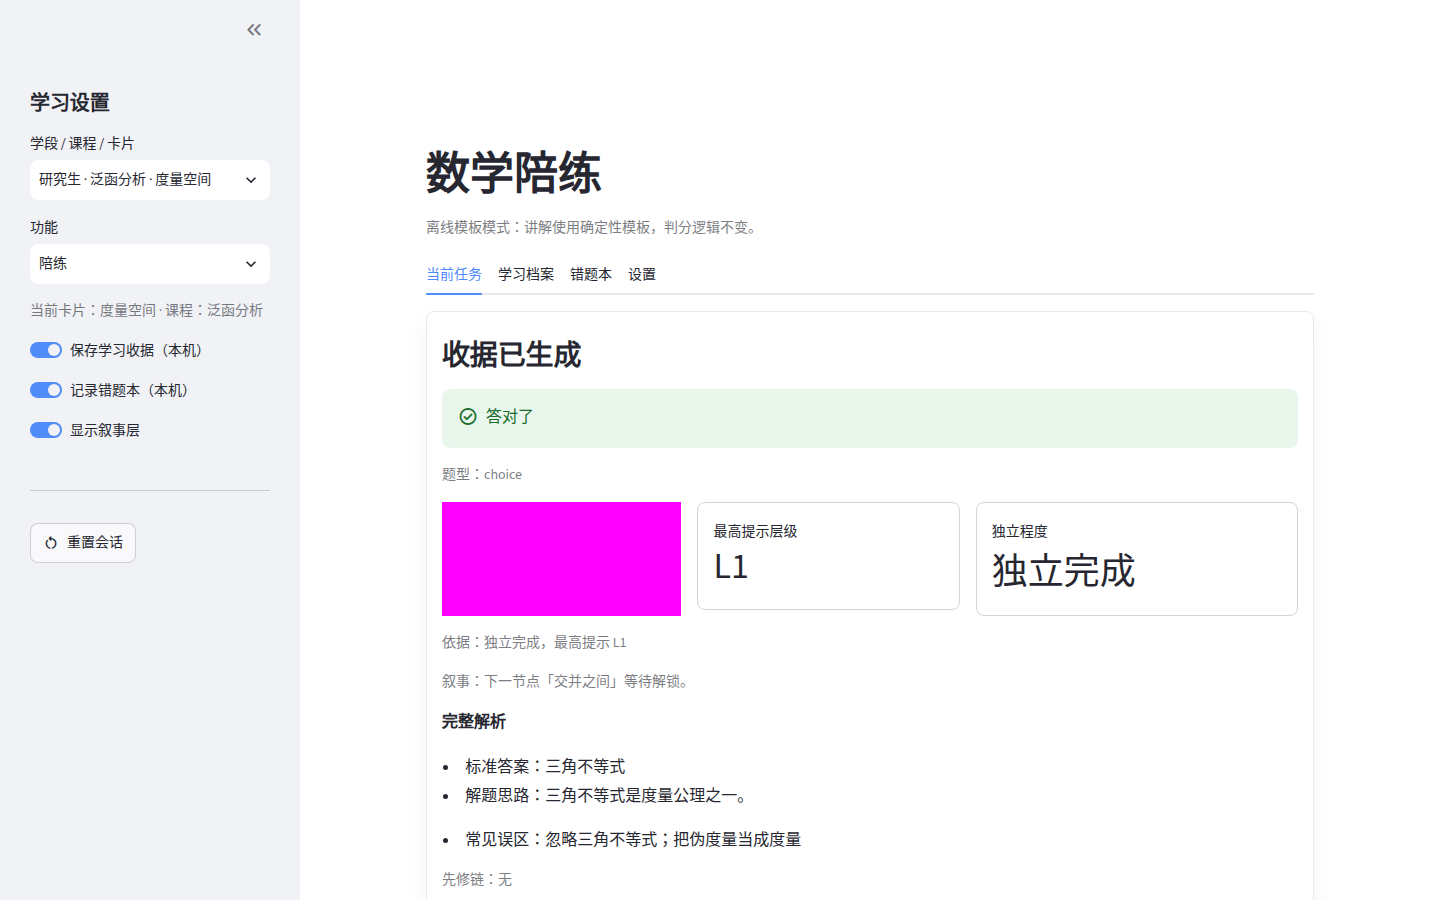 学习设置
学段 / 课程 / 卡片
研究生 · 泛函分析 · 度量空间
功能
陪练
当前卡片：度量空间 · 课程：泛函分析
保存学习收据（本机）
记录错题本（本机）
显示叙事层
重置会话
数学陪练
离线模板模式：讲解使用确定性模板，判分逻辑不变。
当前任务 学习档案 错题本 设置
收据已生成
答对了
题型：choice
最高提示层级
L1
独立程度
独立完成
依据：独立完成，最高提示 L1
叙事：下一节点「交并之间」等待解锁。
完整解析
• 标准答案：三角不等式
• 解题思路：三角不等式是度量公理之一。
• 常见误区：忽略三角不等式；把伪度量当成度量
先修链：无